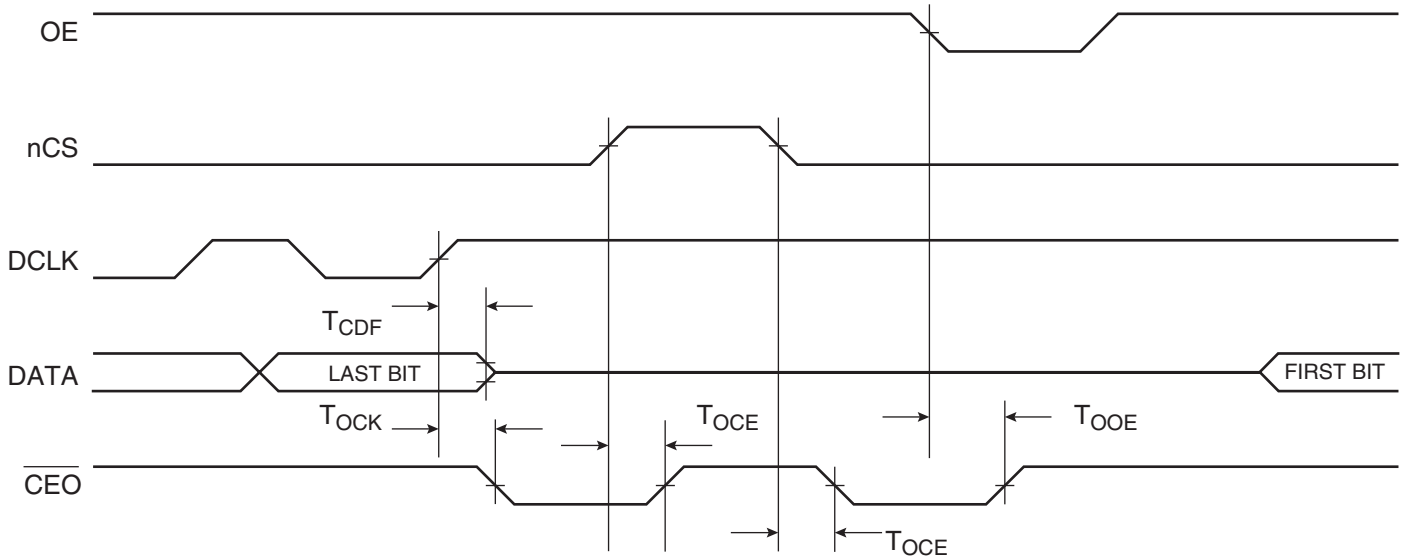 OE
nCS
DCLK
TCDF
DATA
LAST BIT
FIRST BIT
TOCK
TOCE
TOOE
CEO
TOCE